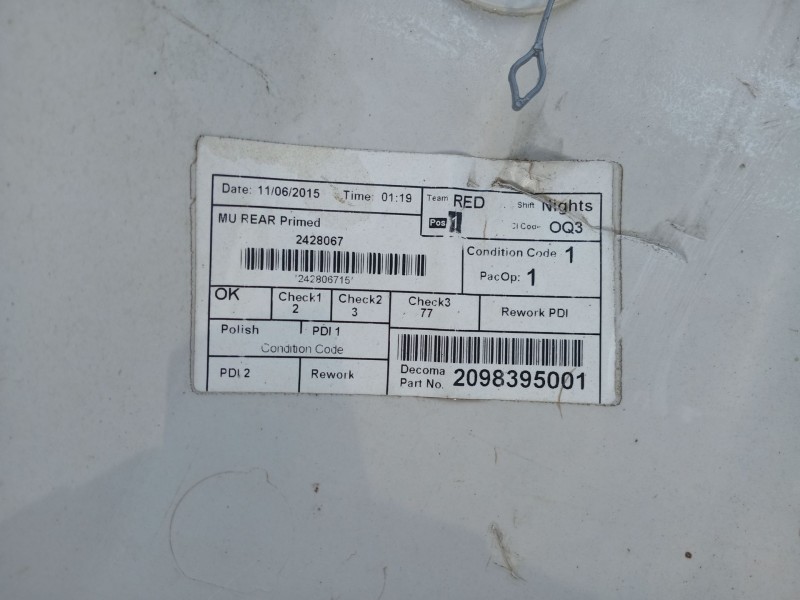 Date: 11/06/2015 Time: 01:19 Team RED Shift Nights
Pos 1 OQ3
MU REAR Primed
2428067
*242806715*
Condition Code 1
PacOp: 1
OK Check1 2 Check2 3 Check3 77 Rework PDI
Polish PDI 1
Condition Code
PDI 2 Rework
Decoma
Part No. 2098395001